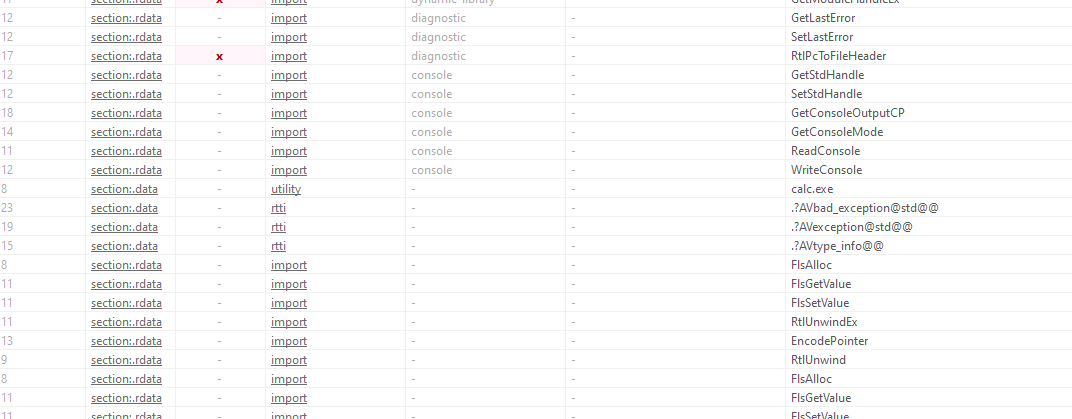 17 section:.rdata x import dynamic-library - GetModuleHandleEx
12 section:.rdata - import diagnostic - GetLastError
12 section:.rdata - import diagnostic - SetLastError
17 section:.rdata x import diagnostic - RtlPcToFileHeader
12 section:.rdata - import console - GetStdHandle
12 section:.rdata - import console - SetStdHandle
18 section:.rdata - import console - GetConsoleOutputCP
14 section:.rdata - import console - GetConsoleMode
11 section:.rdata - import console - ReadConsole
12 section:.rdata - import console - WriteConsole
8 section:.data - utility - - calc.exe
23 section:.data - rtti - - .?AVbad_exception@std@@
19 section:.data - rtti - - .?AVexception@std@@
15 section:.data - rtti - - .?AVtype_info@@
8 section:.rdata - import - - FlsAlloc
11 section:.rdata - import - - FlsGetValue
11 section:.rdata - import - - FlsSetValue
11 section:.rdata - import - - RtlUnwindEx
13 section:.rdata - import - - EncodePointer
9 section:.rdata - import - - RtlUnwind
8 section:.rdata - import - - FlsAlloc
11 section:.rdata - import - - FlsGetValue
11 section:.rdata - import - - FlsSetValue